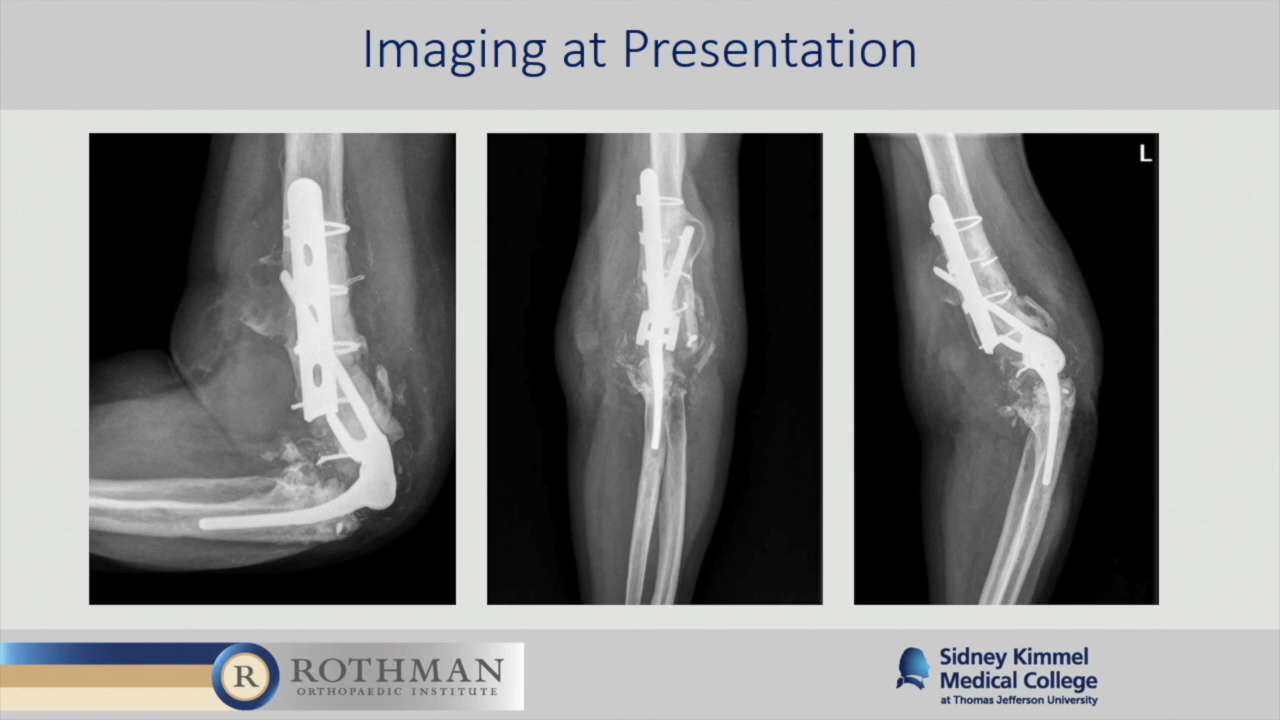 Imaging at Presentation
L
R
ROTHMAN
ORTHOPAEDIC INSTITUTE
Sidney Kimmel
Medical College
at Thomas Jefferson University